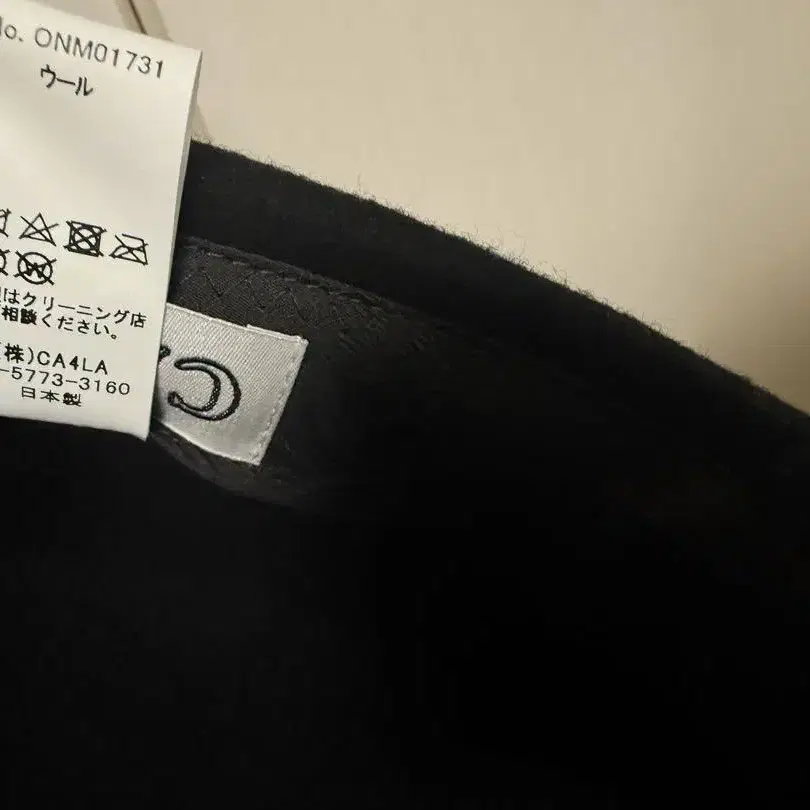 No. ONM01731
ウール
はクリーニング店
相談ください。
(株)CA4LA
-5773-3160
日本製
C